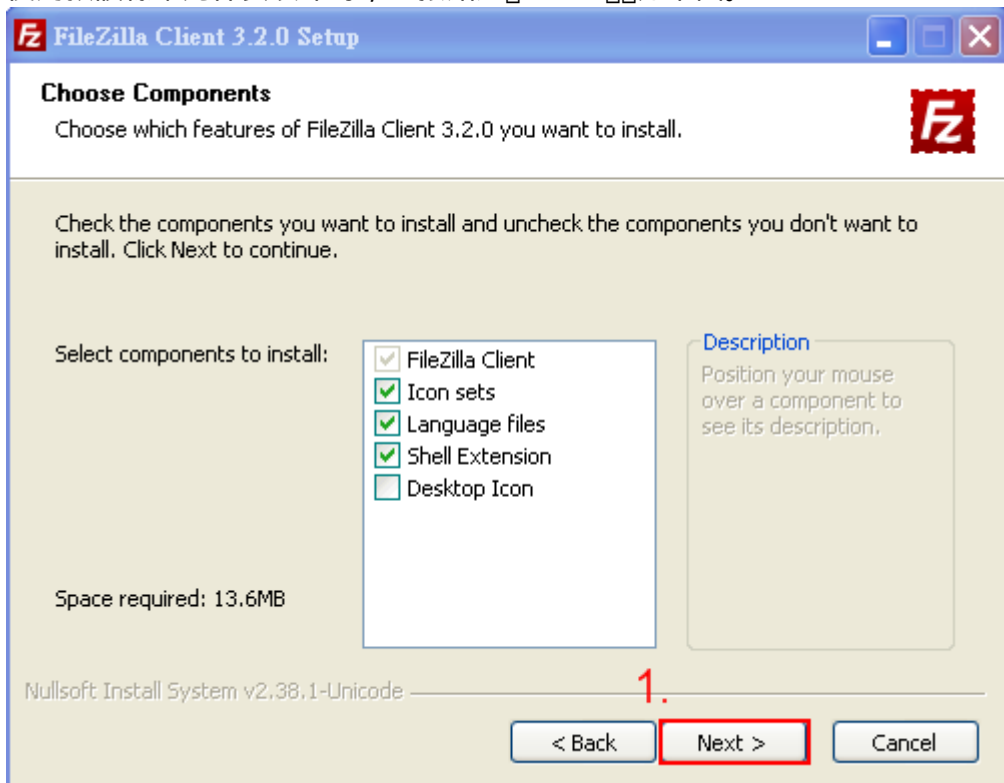 FileZilla Client 3.2.0 Setup
Choose Components
Choose which features of FileZilla Client 3.2.0 you want to install.
Check the components you want to install and uncheck the components you don't want to
install. Click Next to continue.
Select components to install:
FileZilla Client
Icon sets
Language files
Shell Extension
Desktop Icon
Description
Position your mouse
over a component to
see its description.
Space required: 13.6MB
Nullsoft Install System v2.38.1-Unicode
1.
< Back
Next >
Cancel